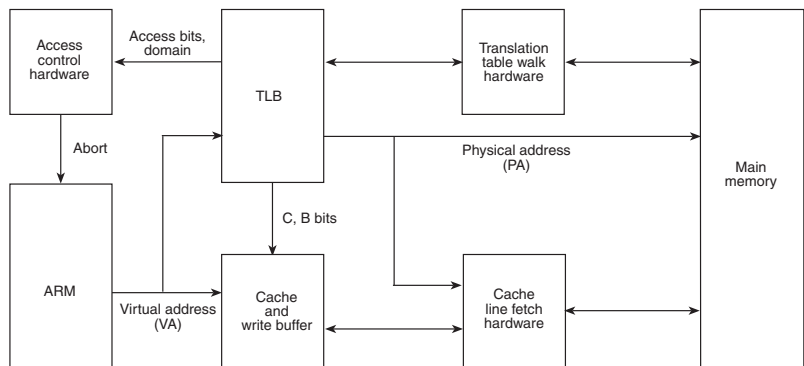 Access
control
hardware
Access bits,
domain
TLB
Translation
table walk
hardware
Abort
Physical address
(PA)
Main
memory
C, B bits
ARM
Virtual address
(VA)
Cache
and
write buffer
Cache
line fetch
hardware